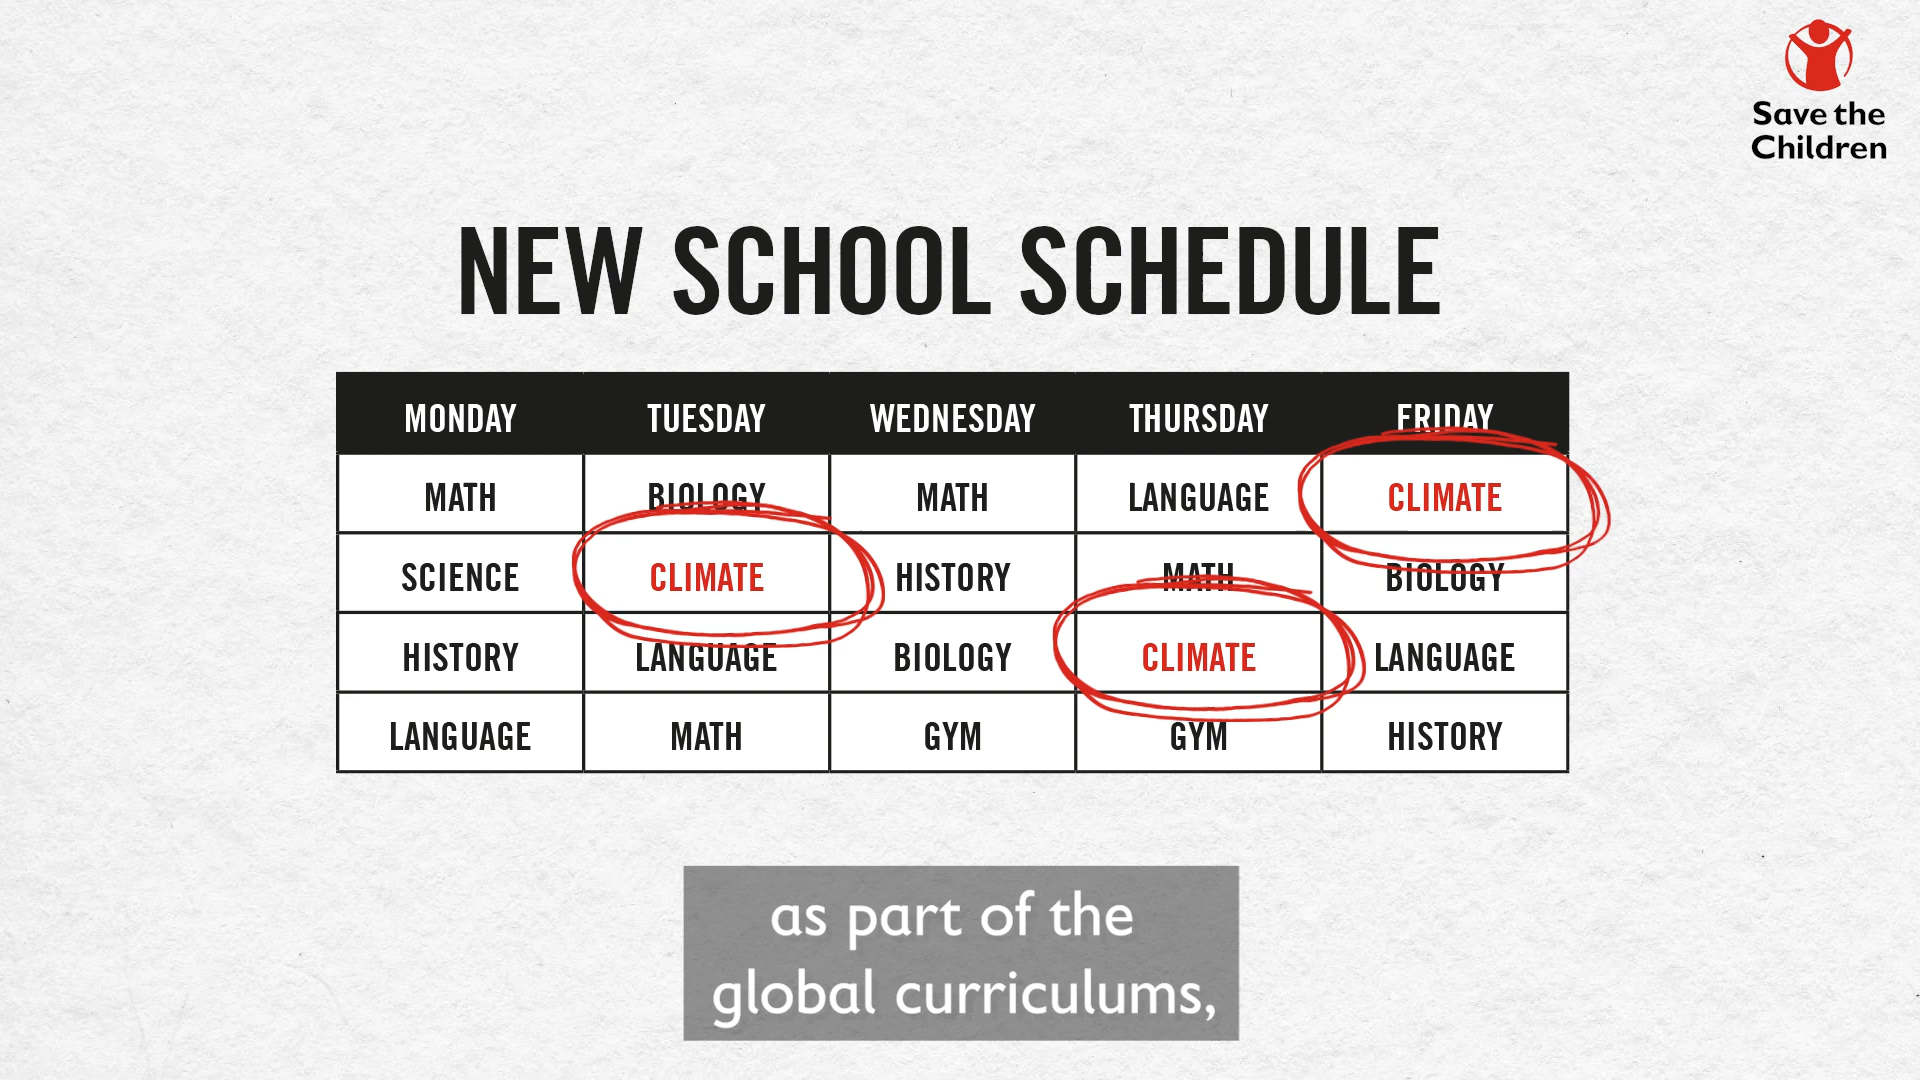 Save the
Children
NEW SCHOOL SCHEDULE
MONDAY TUESDAY WEDNESDAY THURSDAY FRIDAY
MATH BIOLOGY MATH LANGUAGE CLIMATE
SCIENCE CLIMATE HISTORY MATH BIOLOGY
HISTORY LANGUAGE BIOLOGY CLIMATE LANGUAGE
LANGUAGE MATH GYM GYM HISTORY
as part of the
global curriculums,